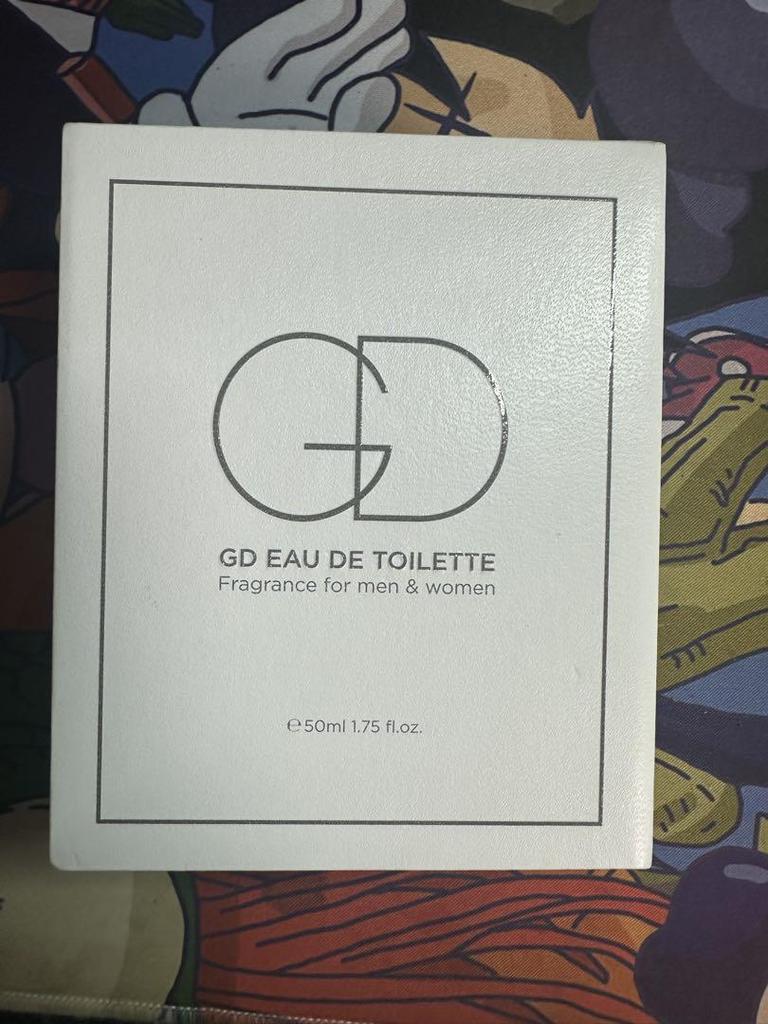 GD
GD EAU DE TOILETTE
Fragrance for men & women
℮50ml 1.75 fl.oz.